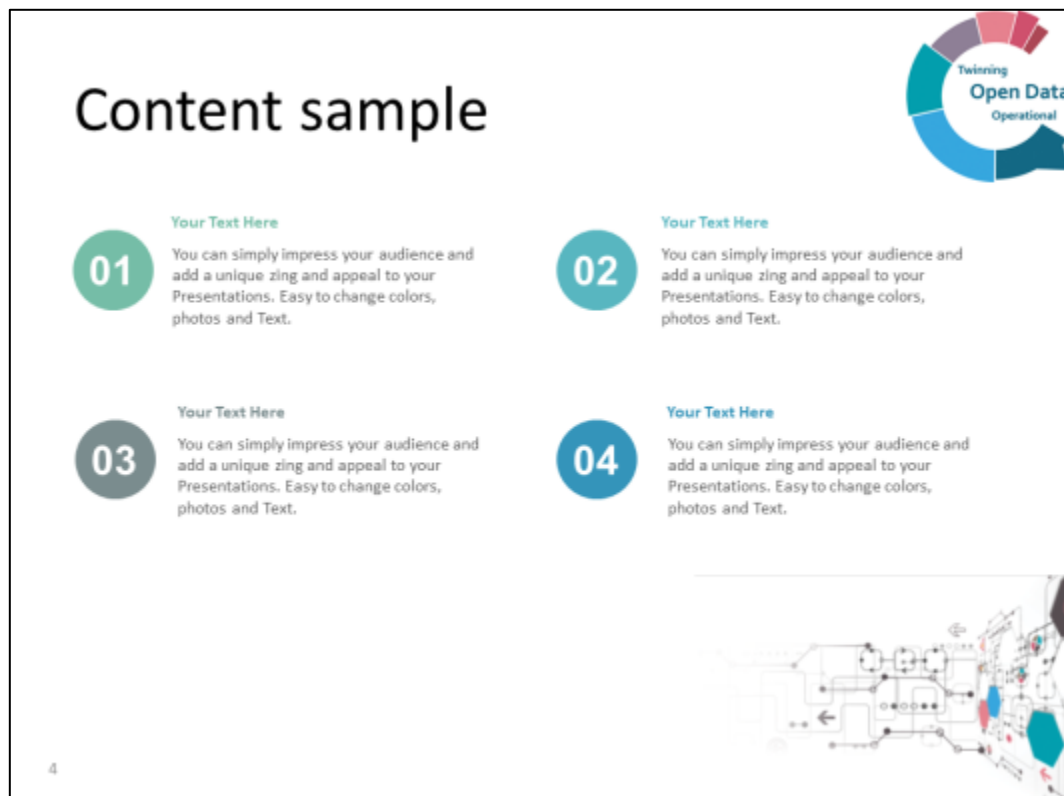 Twinning
Open Data
Operational
Content sample
01
Your Text Here
You can simply impress your audience and
add a unique zing and appeal to your
Presentations. Easy to change colors,
photos and Text.
02
Your Text Here
You can simply impress your audience and
add a unique zing and appeal to your
Presentations. Easy to change colors,
photos and Text.
03
Your Text Here
You can simply impress your audience and
add a unique zing and appeal to your
Presentations. Easy to change colors,
photos and Text.
04
Your Text Here
You can simply impress your audience and
add a unique zing and appeal to your
Presentations. Easy to change colors,
photos and Text.
4